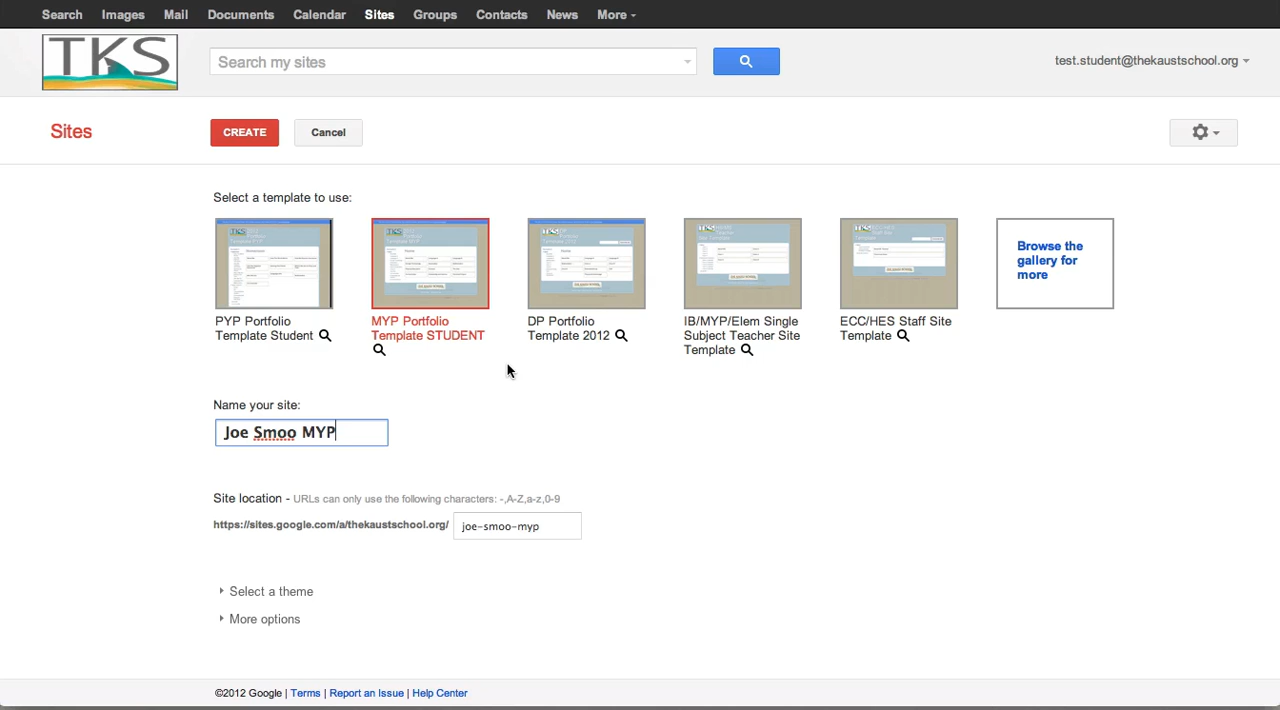 Search Images Mail Documents Calendar Sites Groups Contacts News More
TKS
Search my sites
test.student@thekaustschool.org
Sites
CREATE
Cancel
Select a template to use:
PYP Portfolio
Template Student
MYP Portfolio
Template STUDENT
DP Portfolio
Template 2012
IB/MYP/Elem Single
Subject Teacher Site
Template
ECC/HES Staff Site
Template
Browse the
gallery for
more
Name your site:
Joe Smoo MYP
Site location - URLs can only use the following characters: -,A-Z,a-z,0-9
https://sites.google.com/a/thekaustschool.org/ joe-smoo-myp
Select a theme
More options
©2012 Google | Terms | Report an Issue | Help Center